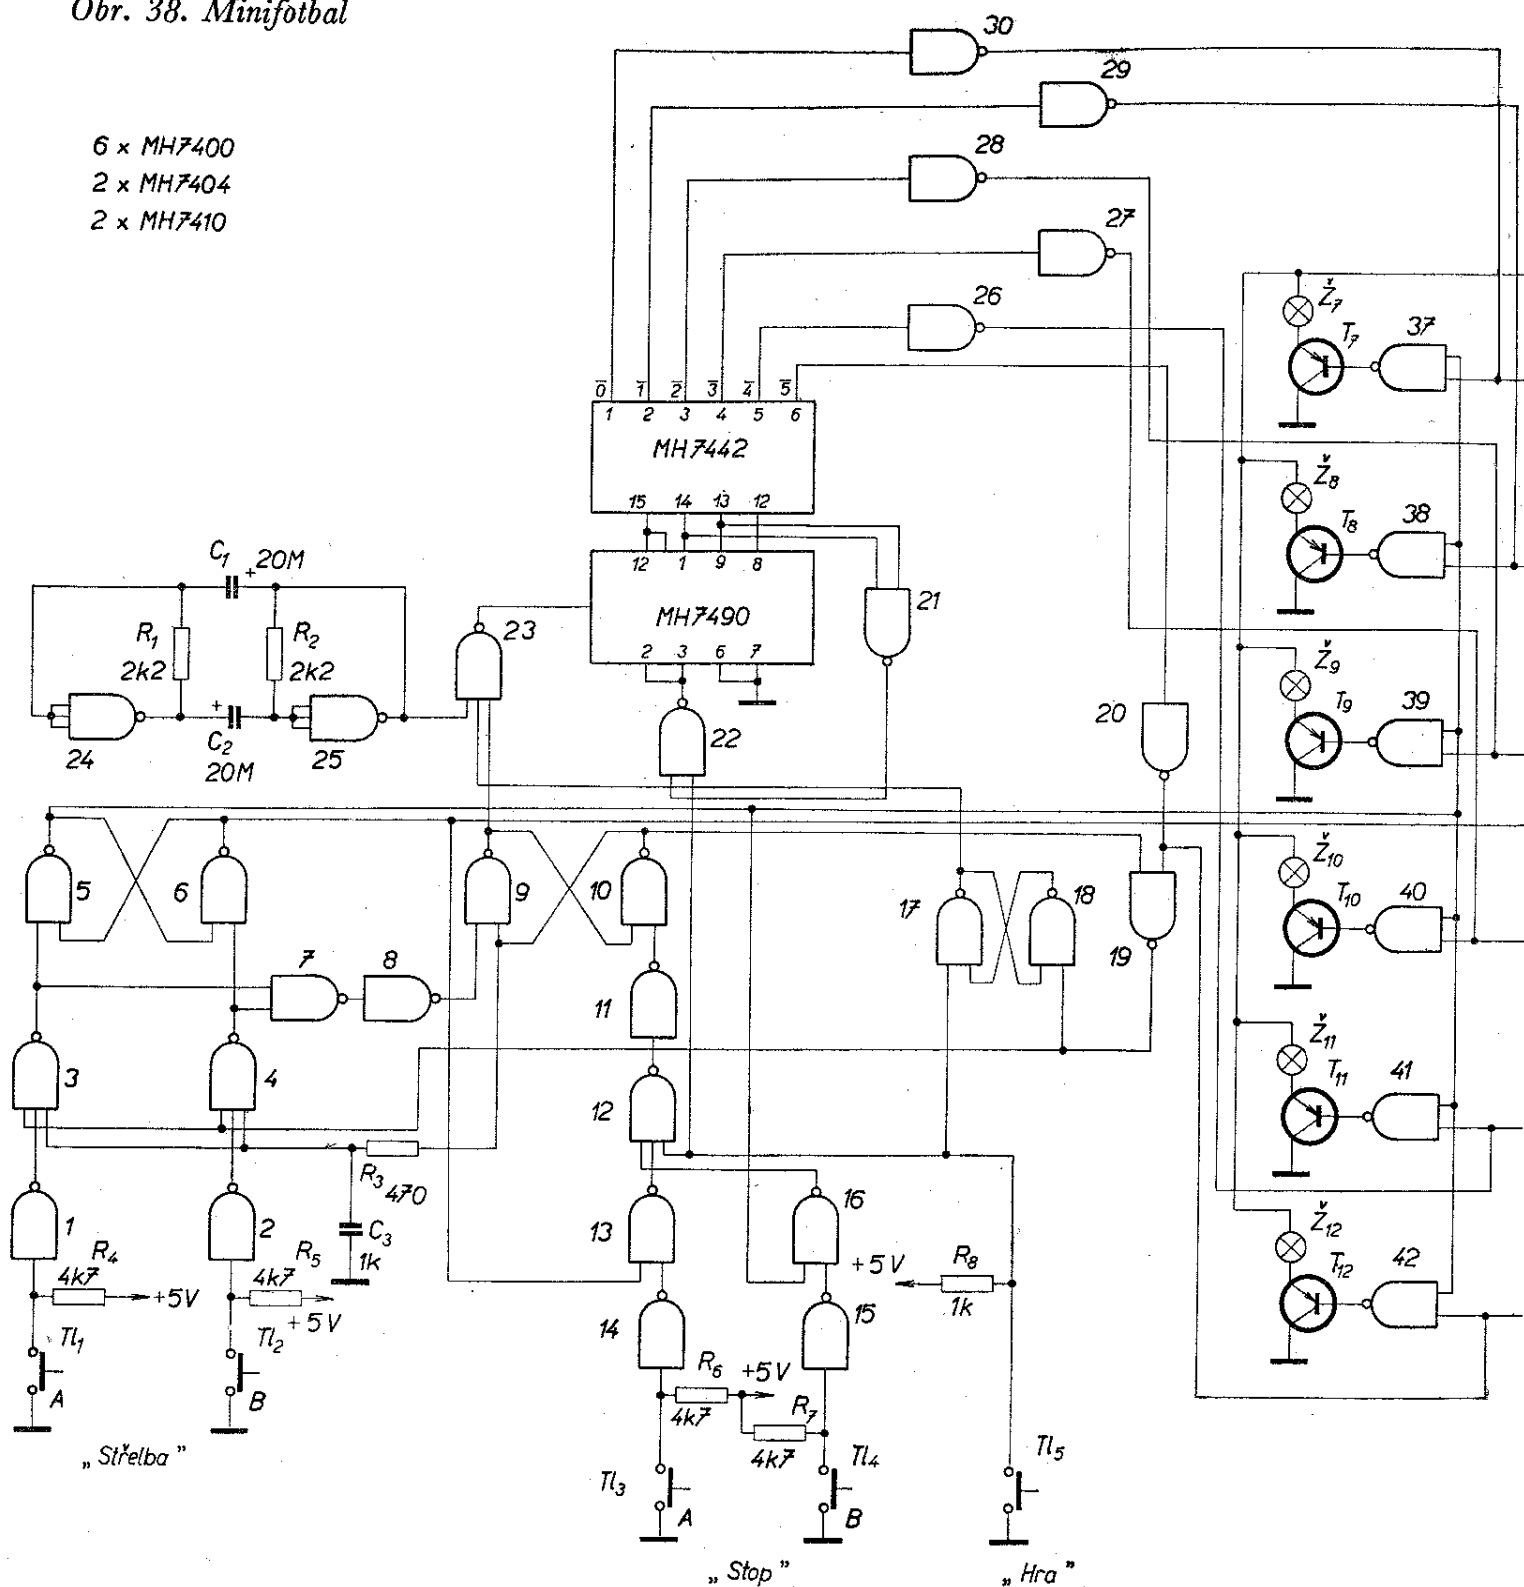 Obr. 38. Minifotbal
6 x MH7400
2 x MH7404
2 x MH7410
30
29
28
27
26
0 1 2 3 4 5
1 2 3 4 5 6
MH7442
15 14 13 12
12 1 9 8
MH7490
2 3 6 7
21
22
23
C1 + 20M
R1 2k2
R2 2k2
+
C2 20M
24
25
20
5
6
7
8
9
10
11
17
18
19
3
4
12
R3 470
C3 1k
1
2
R4 4k7 +5V
R5 4k7 +5V
Tl1 A
Tl2 B
„Střelba”
13
16
14
15
+5V R8 1k
R6 4k7 +5V
R7 4k7
Tl3 A
Tl4 B
Tl5
„Stop”
„Hra”
Ž7 T7 37
Ž8 T8 38
Ž9 T9 39
Ž10 T10 40
Ž11 T11 41
Ž12 T12 42